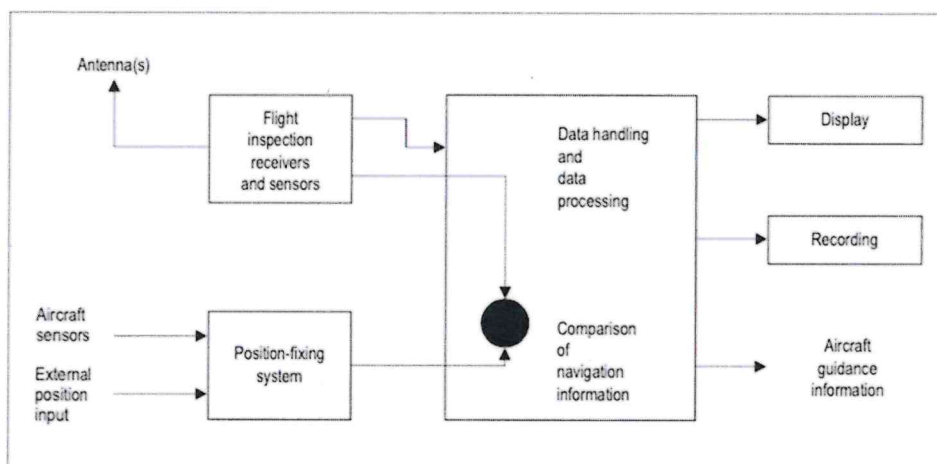 Antenna(s)
Flight
inspection
receivers
and sensors
Data handling
and
data
processing
Display
Recording
Aircraft
sensors
External
position
input
Position-fixing
system
Comparison
of
navigation
information
Aircraft
guidance
information